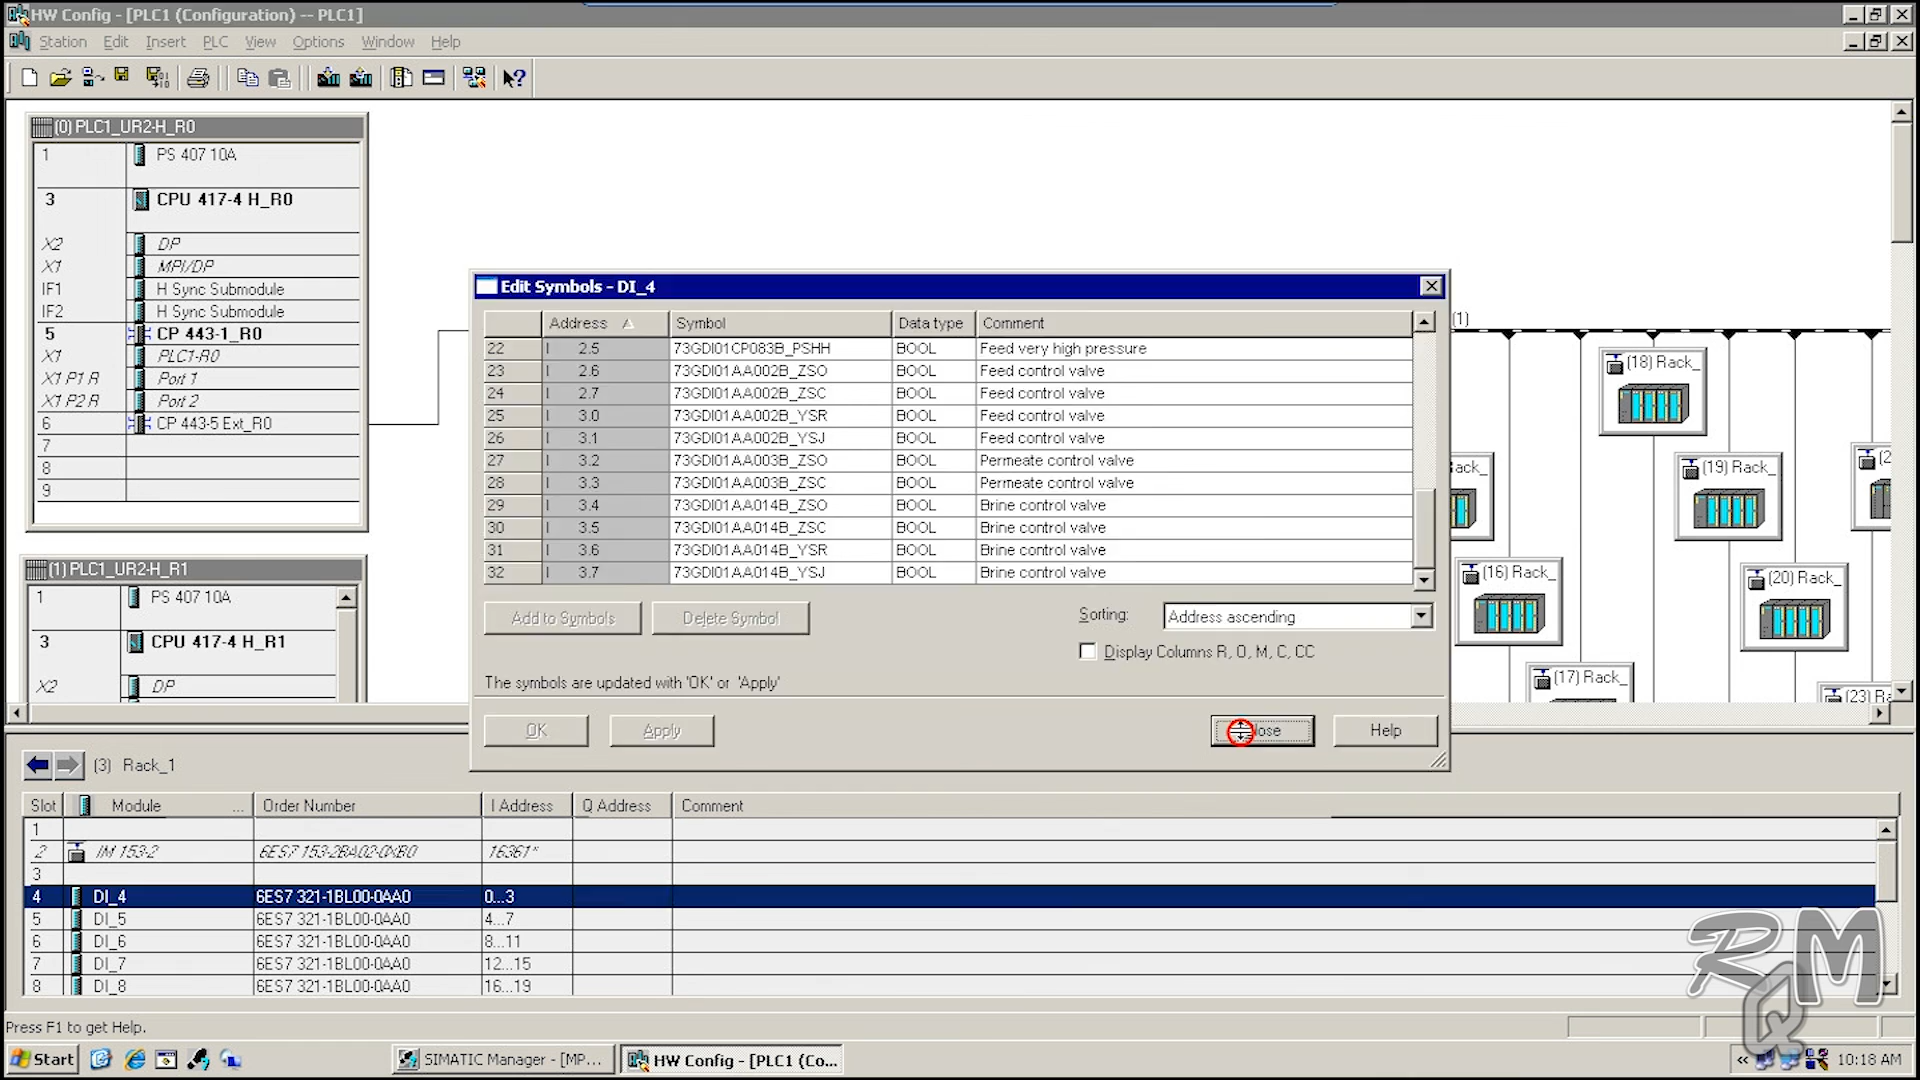 HW Config - [PLC1 (Configuration) -- PLC1]
Station Edit Insert PLC View Options Window Help
(0) PLC1_UR2-H_R0
1 PS 407 10A
3 CPU 417-4 H_R0
X2 DP
X1 MPI/DP
IF1 H Sync Submodule
IF2 H Sync Submodule
5 CP 443-1_R0
X1 PLC1-R0
X1 P1 R Port 1
X1 P2 R Port 2
6 CP 443-5 Ext_R0
7
8
9
(1) PLC1_UR2-H_R1
1 PS 407 10A
3 CPU 417-4 H_R1
X2 DP
(1)
(18) Rack_
(19) Rack_
(16) Rack_
(20) Rack_
(17) Rack_
(23) Ra
Edit Symbols - DI_4
Address Symbol Data type Comment
22 I 2.5 73GDI01CP083B_PSHH BOOL Feed very high pressure
23 I 2.6 73GDI01AA002B_ZSO BOOL Feed control valve
24 I 2.7 73GDI01AA002B_ZSC BOOL Feed control valve
25 I 3.0 73GDI01AA002B_YSR BOOL Feed control valve
26 I 3.1 73GDI01AA002B_YSJ BOOL Feed control valve
27 I 3.2 73GDI01AA003B_ZSO BOOL Permeate control valve
28 I 3.3 73GDI01AA003B_ZSC BOOL Permeate control valve
29 I 3.4 73GDI01AA014B_ZSO BOOL Brine control valve
30 I 3.5 73GDI01AA014B_ZSC BOOL Brine control valve
31 I 3.6 73GDI01AA014B_YSR BOOL Brine control valve
32 I 3.7 73GDI01AA014B_YSJ BOOL Brine control valve
Add to Symbols Delete Symbol Sorting: Address ascending
Display Columns R, O, M, C, CC
The symbols are updated with 'OK' or 'Apply'
OK Apply Close Help
(3) Rack_1
Slot Module ... Order Number I Address Q Address Comment
1
2 IM 153-2 6ES7 153-2BA02-0XB0 16361*
3
4 DI_4 6ES7 321-1BL00-0AA0 0...3
5 DI_5 6ES7 321-1BL00-0AA0 4...7
6 DI_6 6ES7 321-1BL00-0AA0 8...11
7 DI_7 6ES7 321-1BL00-0AA0 12...15
8 DI_8 6ES7 321-1BL00-0AA0 16...19
RQM
Press F1 to get Help.
Start SIMATIC Manager - [MP... HW Config - [PLC1 (Co... « 10:18 AM